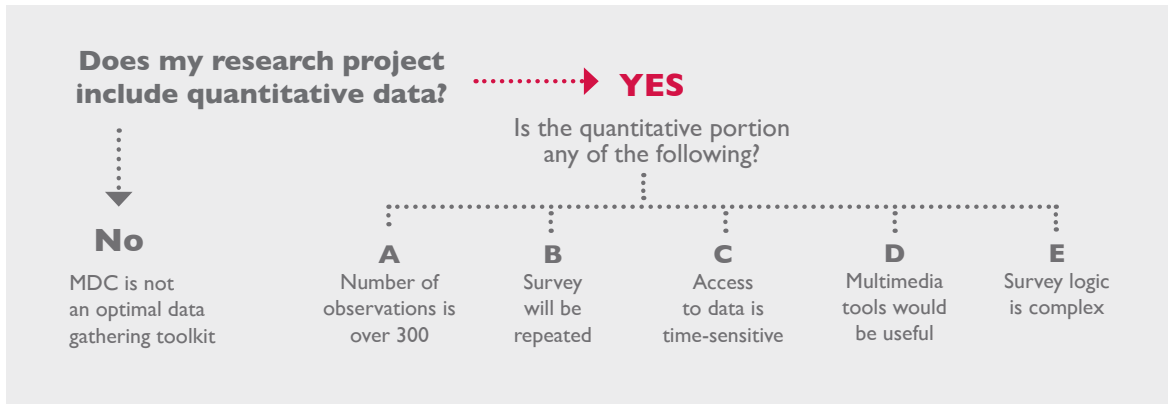 Does my research project
include quantitative data?
YES
Is the quantitative portion
any of the following?
No
MDC is not
an optimal data
gathering toolkit
A
Number of
observations is
over 300
B
Survey
will be
repeated
C
Access
to data is
time-sensitive
D
Multimedia
tools would
be useful
E
Survey logic
is complex